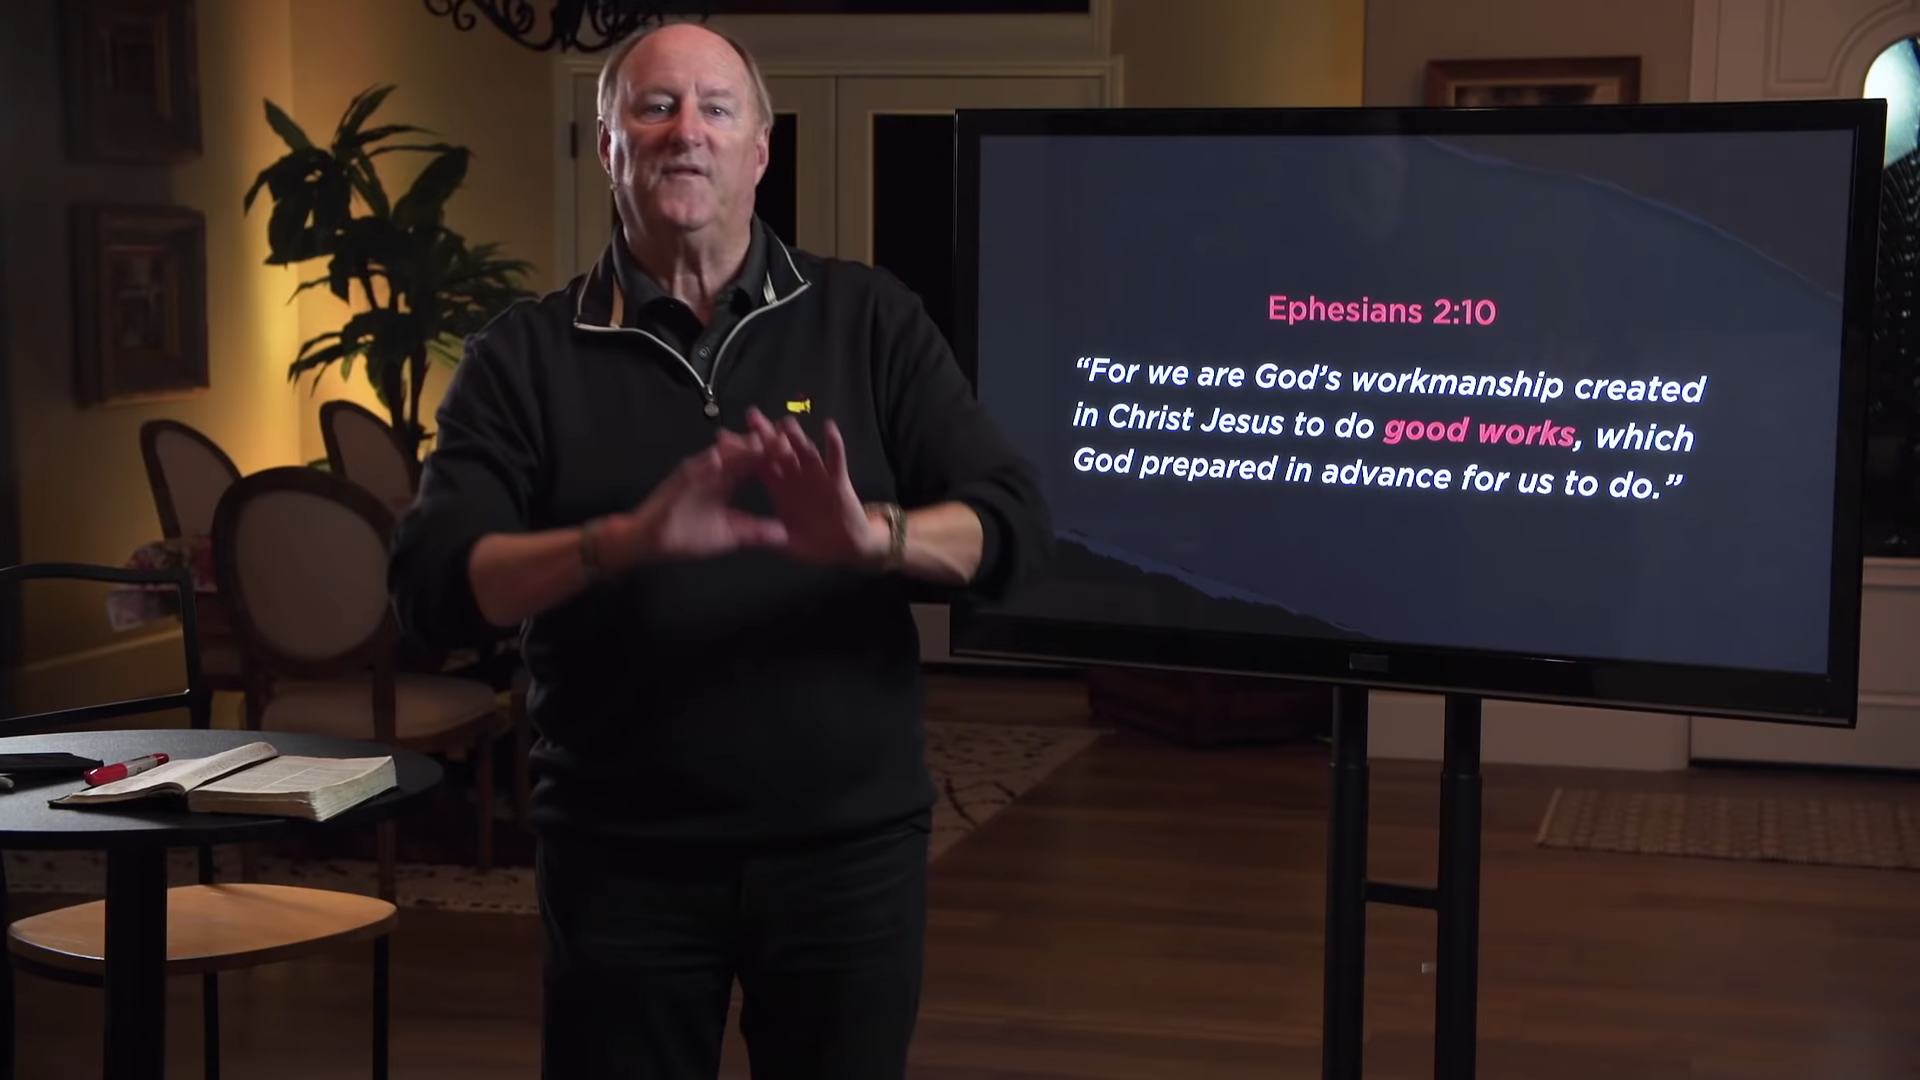 Ephesians 2:10
“For we are God’s workmanship created
in Christ Jesus to do good works, which
God prepared in advance for us to do.”